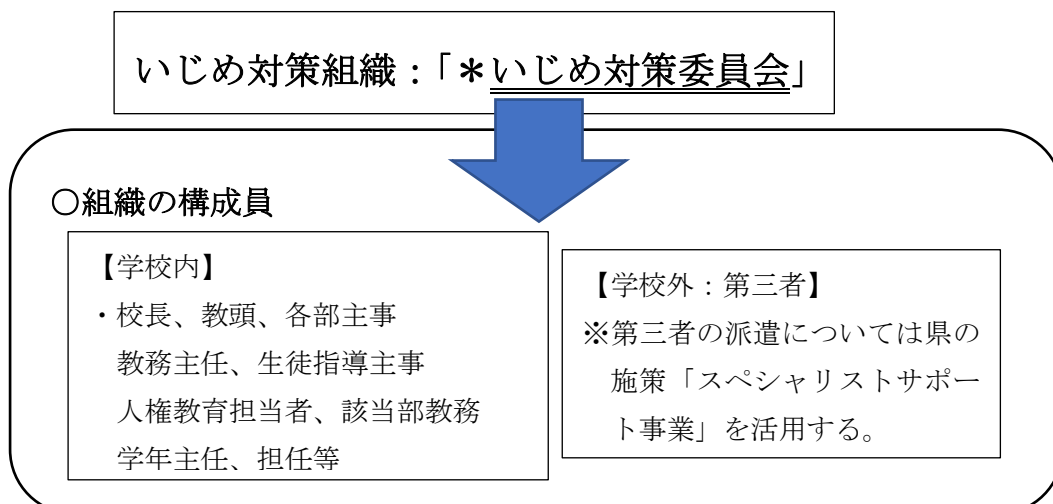 いじめ対策組織：「＊いじめ対策委員会」
〇組織の構成員
【学校内】
・校長、教頭、各部主事
教務主任、生徒指導主事
人権教育担当者、該当部教務
学年主任、担任等
【学校外：第三者】
※第三者の派遣については県の
施策「スペシャリストサポー
ト事業」を活用する。